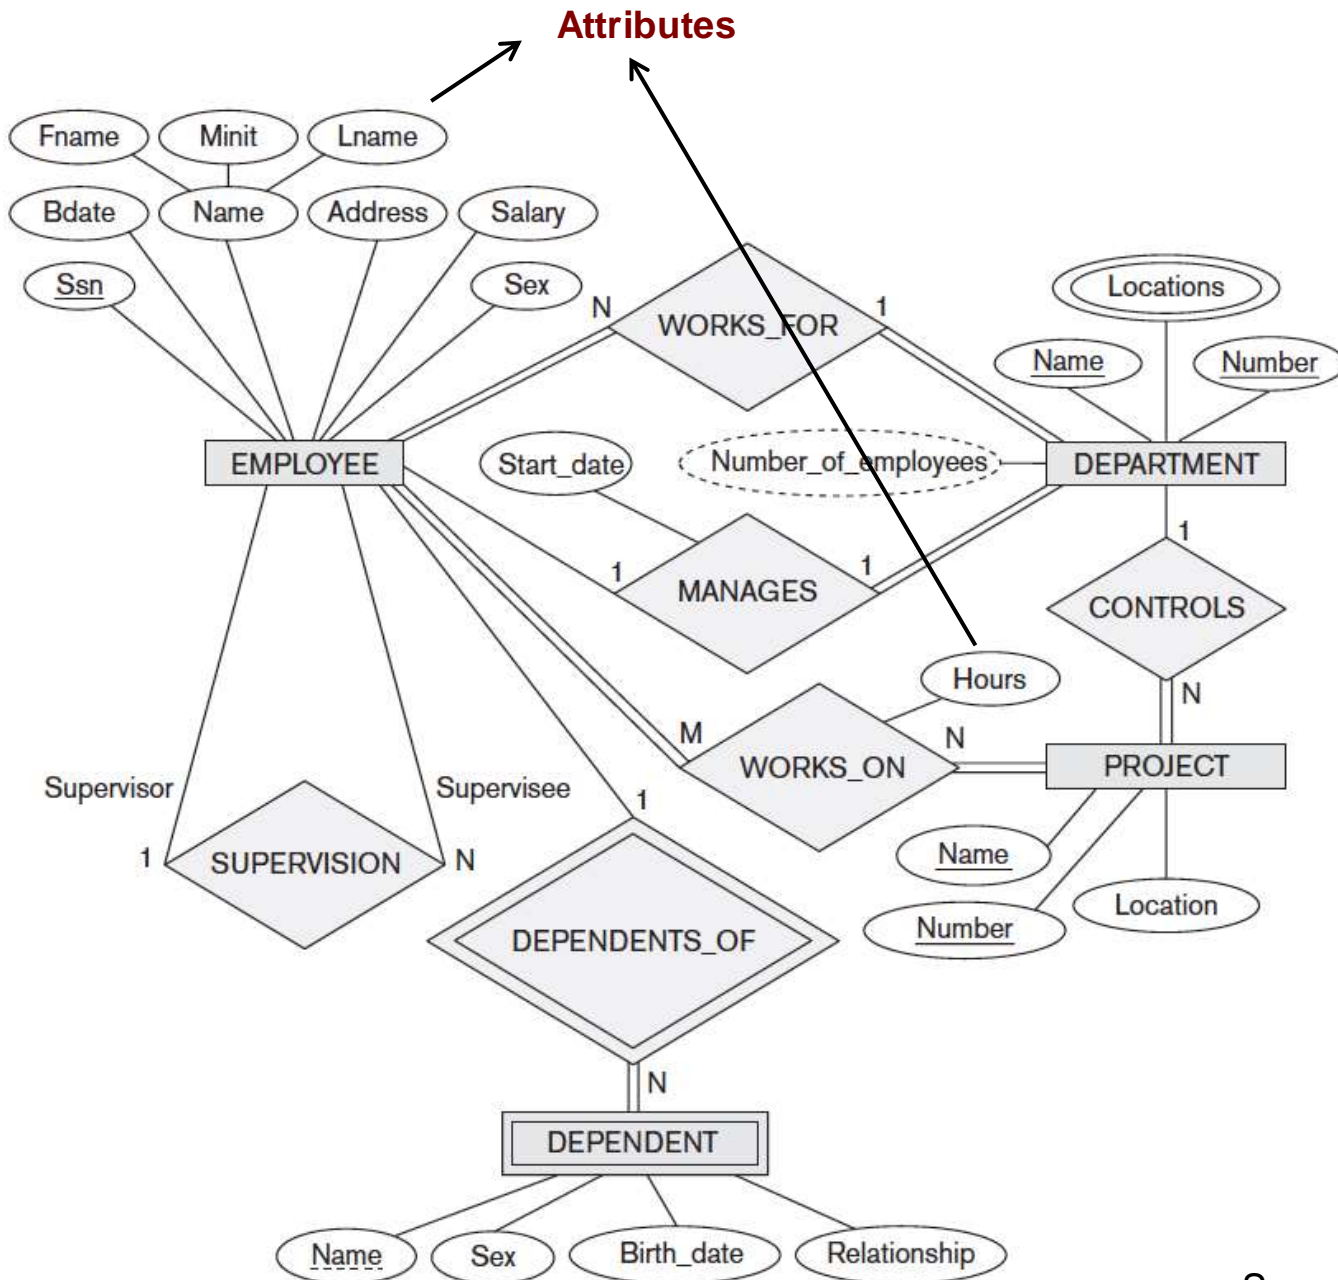 Attributes
Fname
Minit
Lname
Bdate
Name
Address
Salary
Ssn
Sex
N
WORKS_FOR
1
Locations
Name
Number
EMPLOYEE
Start_date
Number_of_employees
DEPARTMENT
1
MANAGES
1
1
CONTROLS
N
Hours
M
WORKS_ON
N
PROJECT
Supervisor
Supervisee
1
SUPERVISION
N
1
Name
Number
Location
DEPENDENTS_OF
N
DEPENDENT
Name
Sex
Birth_date
Relationship